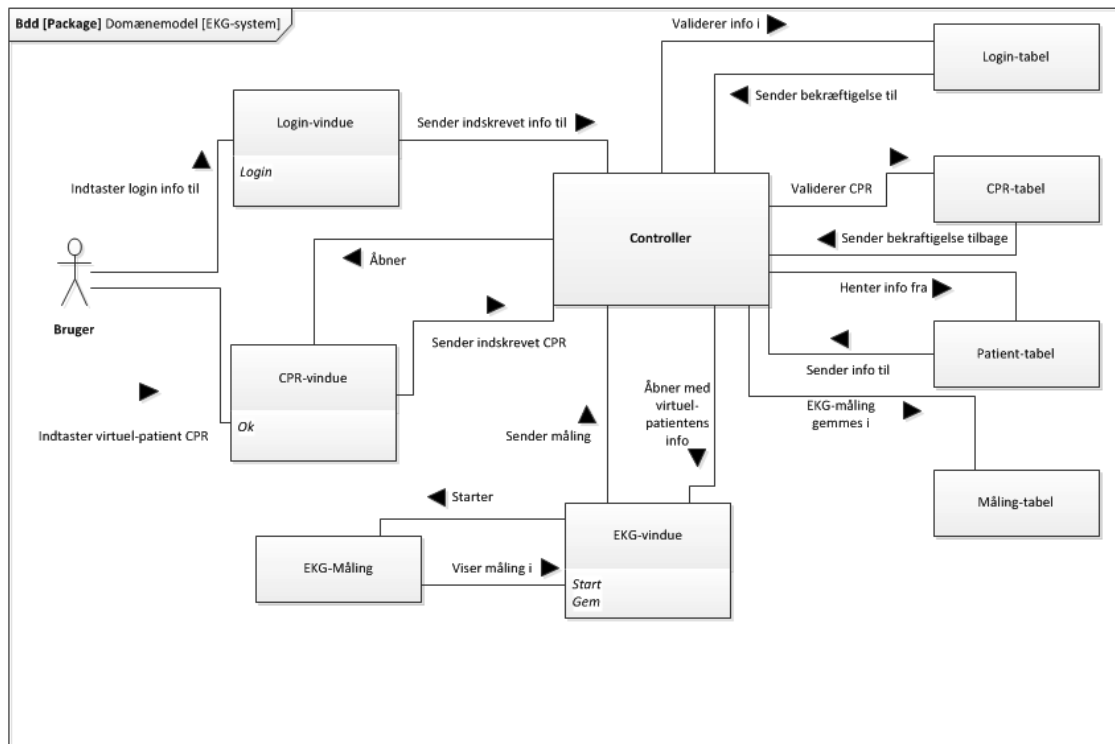 Bdd [Package] Domænemodel [EKG-system]
Validerer info i
Login-tabel
Sender bekræftigelse til
Login-vindue
Sender indskrevet info til
Login
Indtaster login info til
Validerer CPR
CPR-tabel
Controller
Sender bekraftigelse tilbage
Åbner
Henter info fra
Bruger
Sender indskrevet CPR
Patient-tabel
CPR-vindue
Sender info til
Ok
Indtaster virtuel-patient CPR
Åbner med
virtuel-
patientens
info
EKG-måling
gemmes i
Sender måling
Starter
Måling-tabel
EKG-vindue
EKG-Måling
Viser måling i
Start
Gem